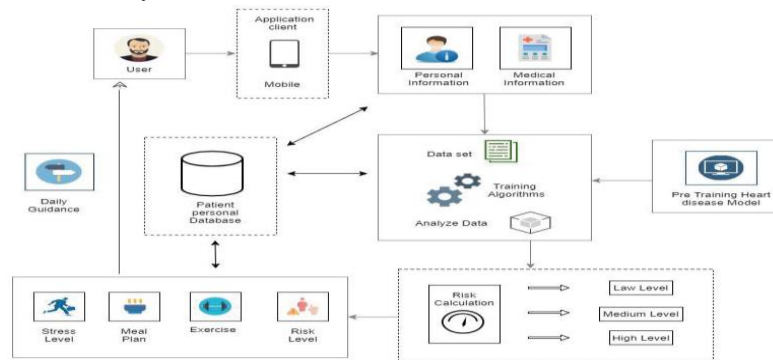 Application
client
User
Mobile
Personal
Information
Medical
Information
Data set
Training
Algorithms
Analyze Data
Pre Training Heart
disease Model
Patient
personal
Database
Daily
Guidance
Stress
Level
Meal
Plan
Exercise
Risk
Level
Risk
Calculation
Law Level
Medium Level
High Level